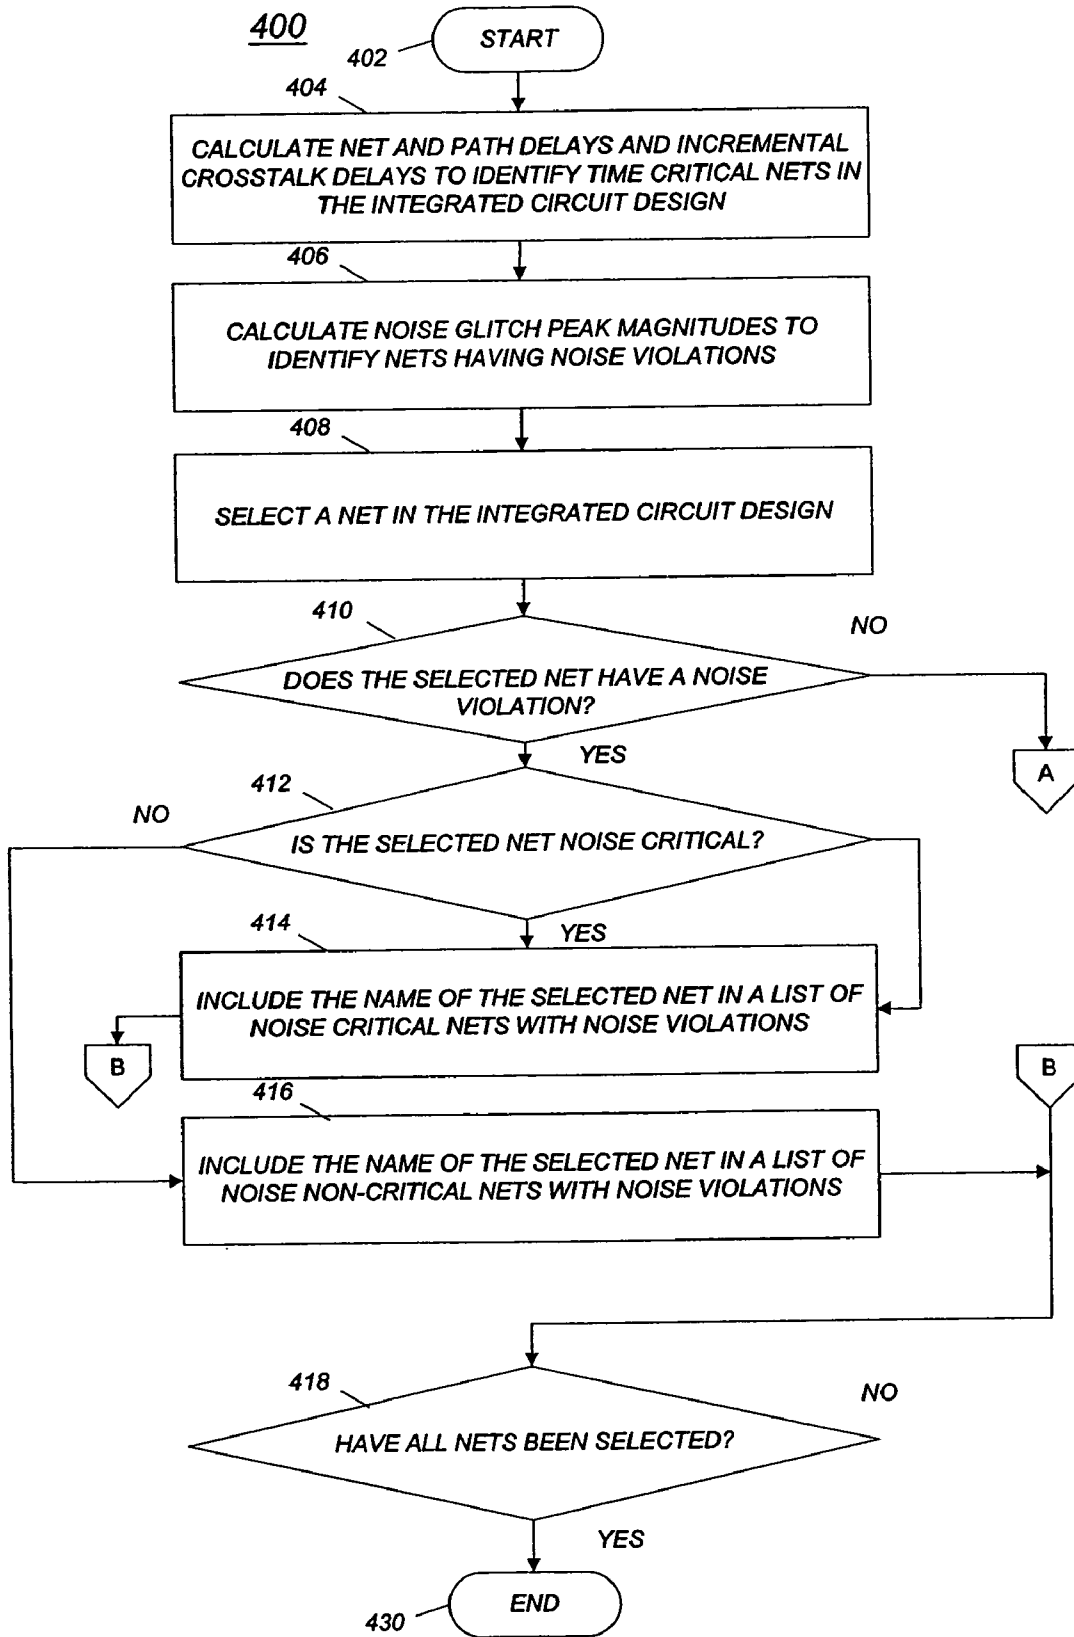 400
START
402
404
CALCULATE NET AND PATH DELAYS AND INCREMENTAL
CROSSTALK DELAYS TO IDENTIFY TIME CRITICAL NETS IN
THE INTEGRATED CIRCUIT DESIGN
406
CALCULATE NOISE GLITCH PEAK MAGNITUDES TO
IDENTIFY NETS HAVING NOISE VIOLATIONS
408
SELECT A NET IN THE INTEGRATED CIRCUIT DESIGN
410
NO
DOES THE SELECTED NET HAVE A NOISE
VIOLATION?
YES
A
412
NO
IS THE SELECTED NET NOISE CRITICAL?
414
YES
INCLUDE THE NAME OF THE SELECTED NET IN A LIST OF
NOISE CRITICAL NETS WITH NOISE VIOLATIONS
B
B
416
INCLUDE THE NAME OF THE SELECTED NET IN A LIST OF
NOISE NON-CRITICAL NETS WITH NOISE VIOLATIONS
418
NO
HAVE ALL NETS BEEN SELECTED?
YES
END
430